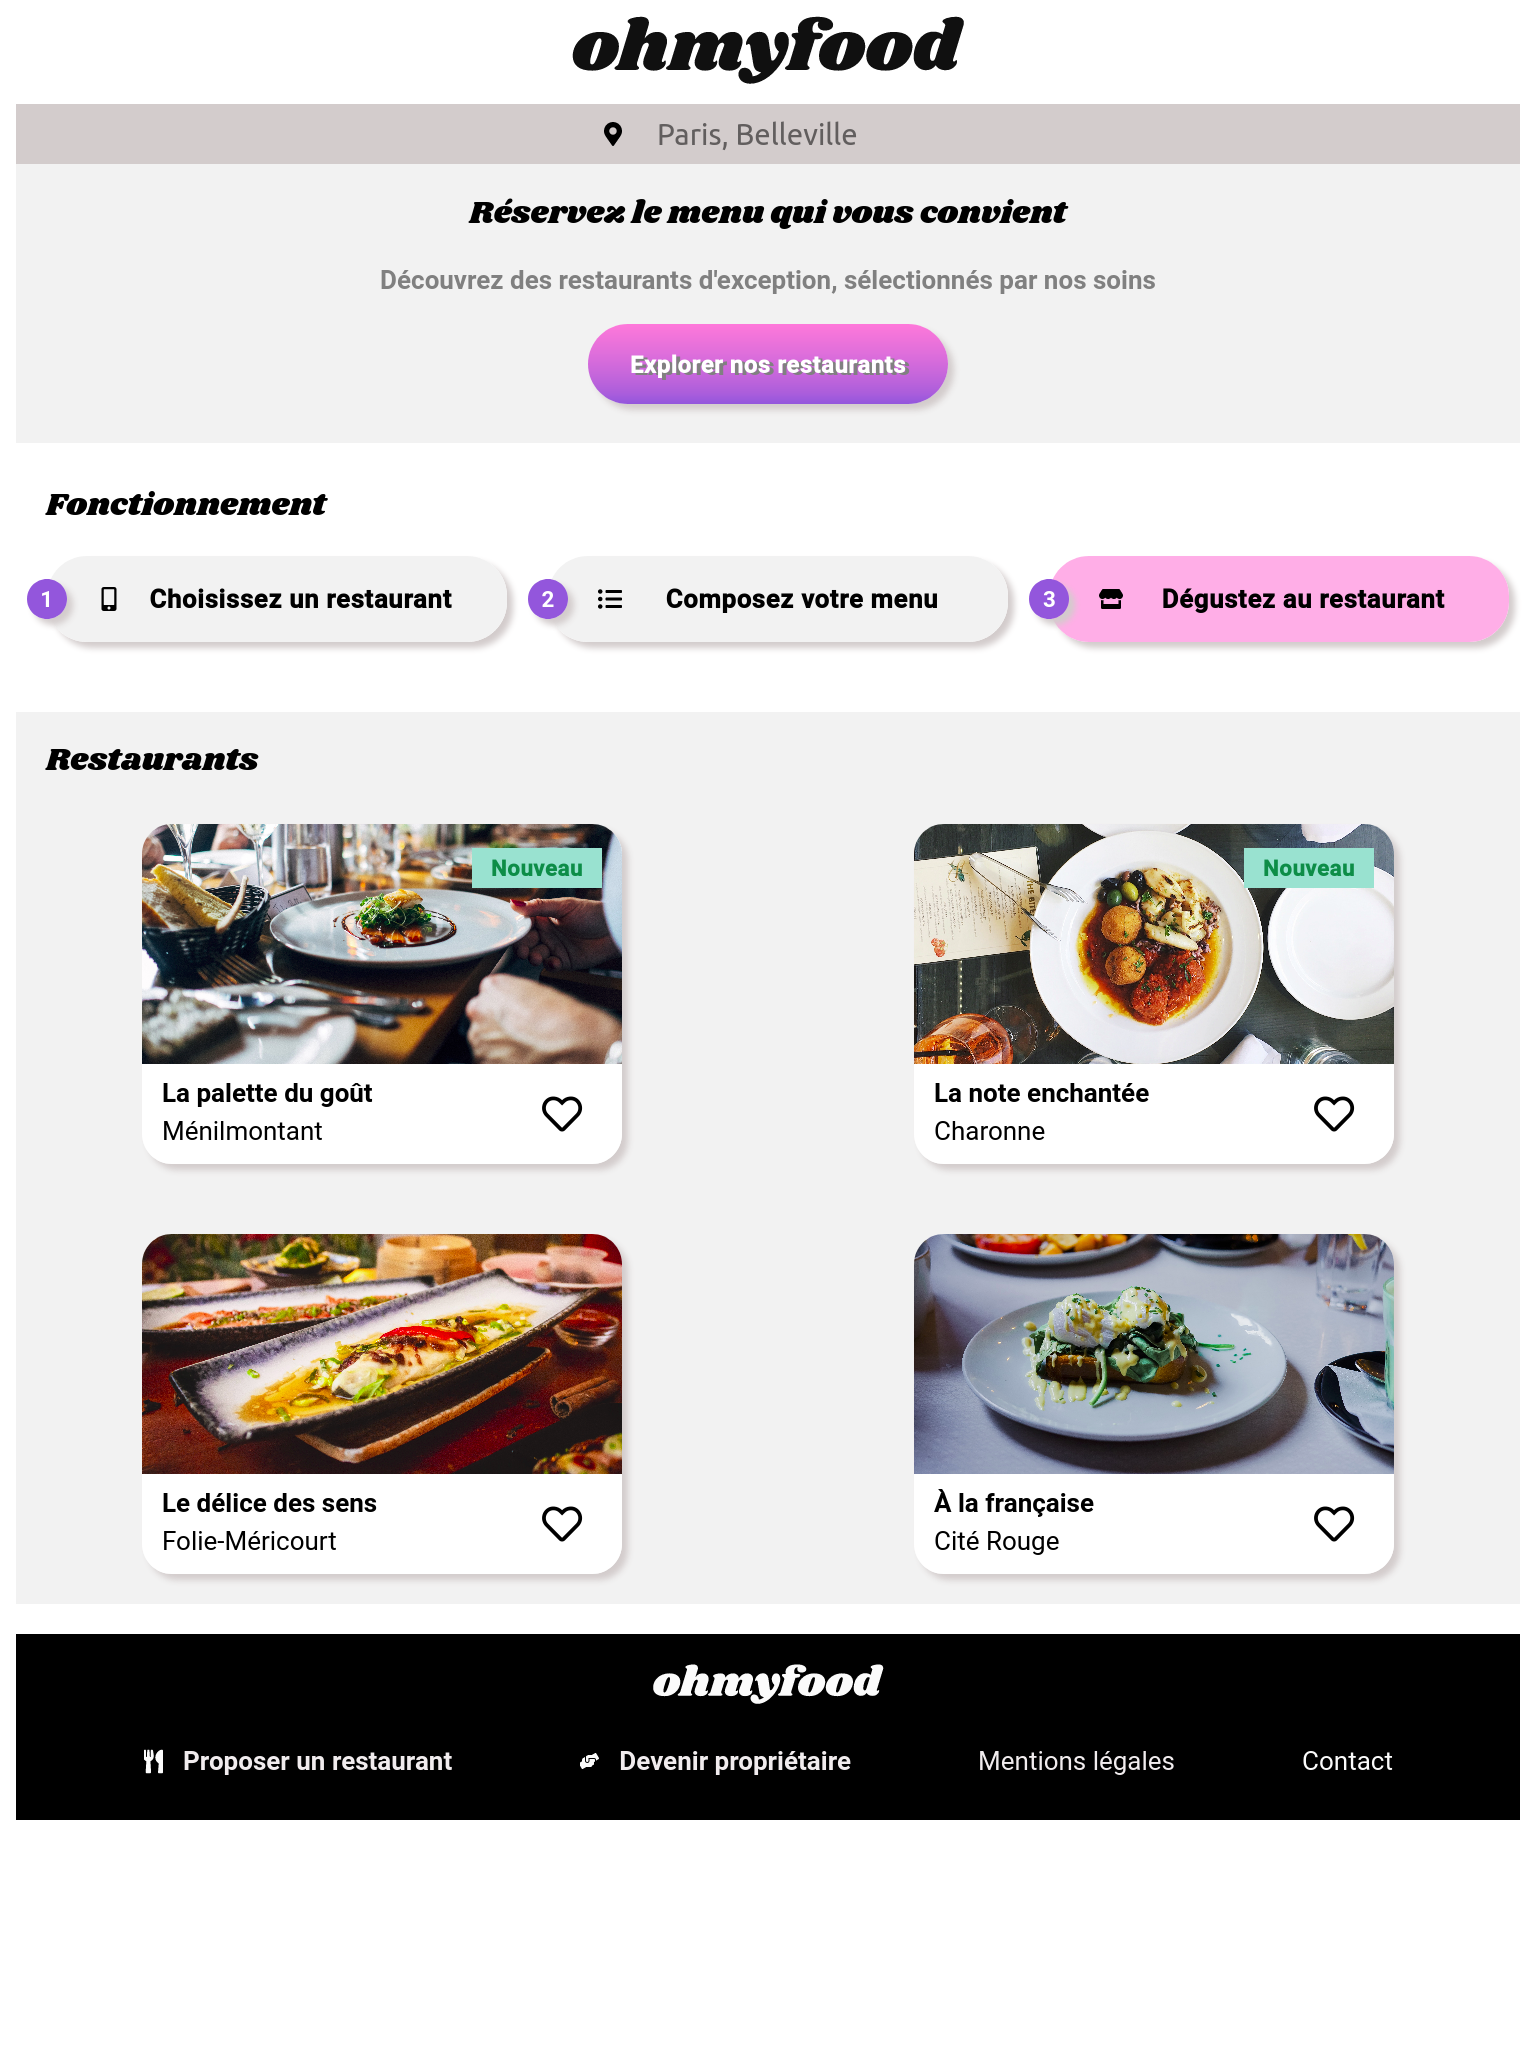 ohmyfood
Paris, Belleville
Réservez le menu qui vous convient
Découvrez des restaurants d'exception, sélectionnés par nos soins
Explorer nos restaurants
Fonctionnement
1 Choisissez un restaurant
2 Composez votre menu
3 Dégustez au restaurant
Restaurants
Nouveau
La palette du goût
Ménilmontant
Nouveau
La note enchantée
Charonne
Le délice des sens
Folie-Méricourt
À la française
Cité Rouge
ohmyfood
Proposer un restaurant Devenir propriétaire Mentions légales Contact